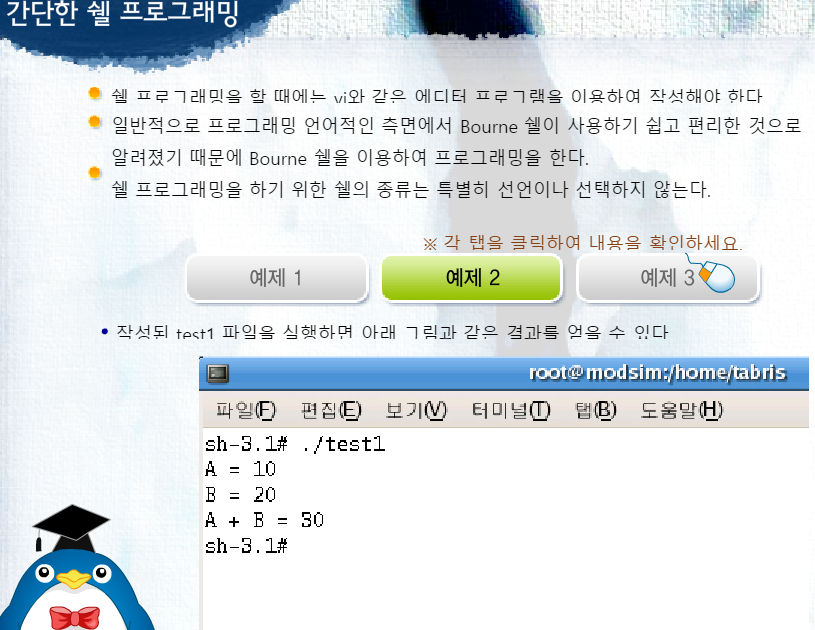 간단한 쉘 프로그래밍
쉘 프로그래밍을 할 때에는 vi와 같은 에디터 프로그램을 이용하여 작성해야 한다
일반적으로 프로그래밍 언어적인 측면에서 Bourne 쉘이 사용하기 쉽고 편리한 것으로
알려졌기 때문에 Bourne 쉘을 이용하여 프로그래밍을 한다.
쉘 프로그래밍을 하기 위한 쉘의 종류는 특별히 선언이나 선택하지 않는다.
※ 각 탭을 클릭하여 내용을 확인하세요.
예제 1 예제 2 예제 3
• 작성된 test1 파일을 실행하면 아래 그림과 같은 결과를 얻을 수 있다
root@modsim:/home/tabris
파일(F) 편집(E) 보기(V) 터미널(T) 탭(B) 도움말(H)
sh-3.1# ./test1
A = 10
B = 20
A + B = 30
sh-3.1#